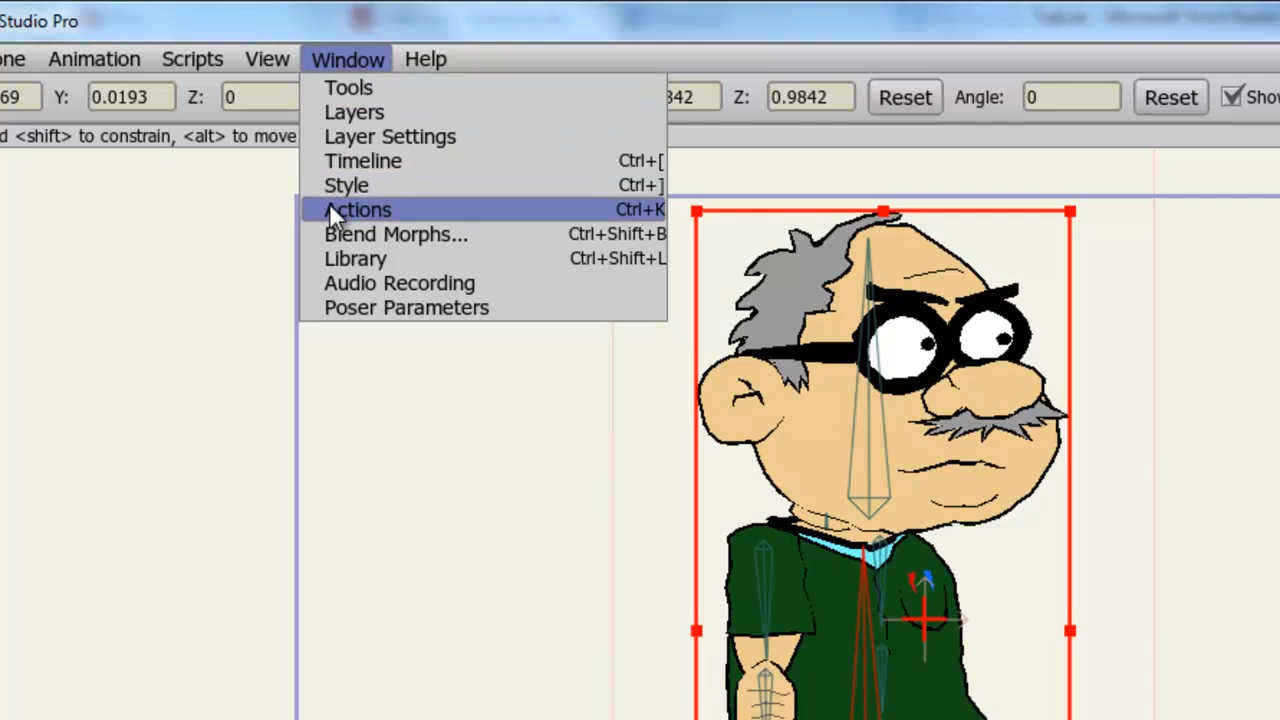 Studio Pro
one Animation Scripts View Window Help
69 Y: 0.0193 Z: 0 842 Z: 0.9842 Reset Angle: 0 Reset Show
d <shift> to constrain, <alt> to move
Tools
Layers
Layer Settings
Timeline Ctrl+[
Style Ctrl+]
Actions Ctrl+K
Blend Morphs... Ctrl+Shift+B
Library Ctrl+Shift+L
Audio Recording
Poser Parameters